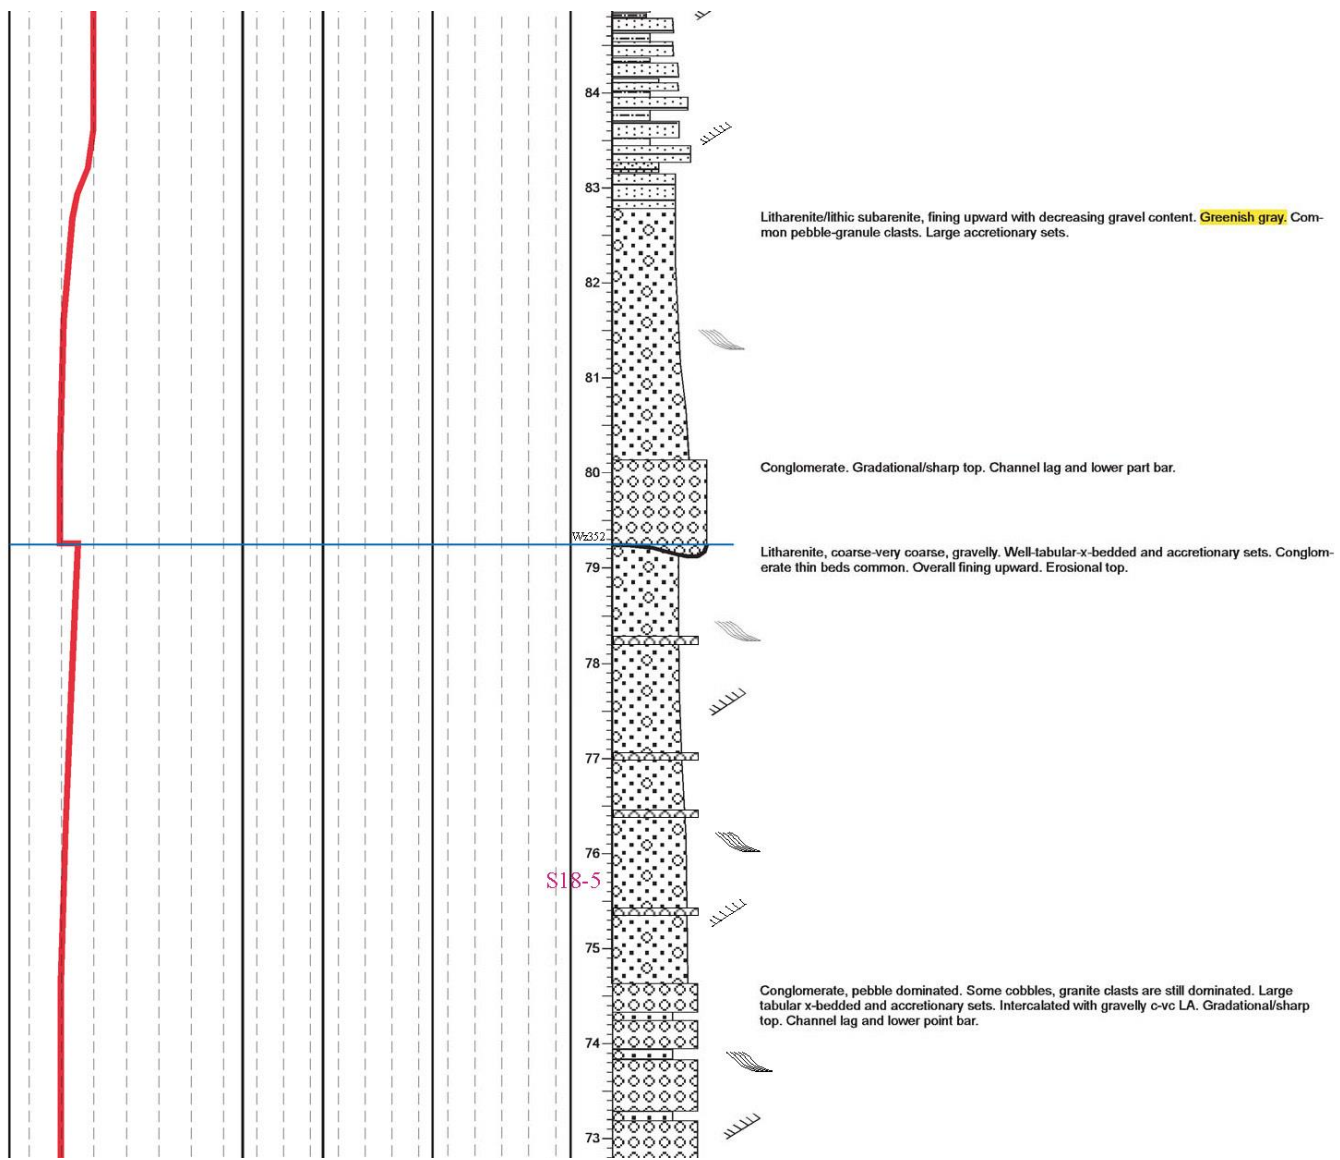 84
83
Litharenite/lithic subarenite, fining upward with decreasing gravel content. Greenish gray. Com-
mon pebble-granule clasts. Large accretionary sets.
82
81
80
Conglomerate. Gradational/sharp top. Channel lag and lower part bar.
Wz352
Litharenite, coarse-very coarse, gravelly. Well-tabular-x-bedded and accretionary sets. Conglom-
erate thin beds common. Overall fining upward. Erosional top.
79
78
77
76
S18-5
75
Conglomerate, pebble dominated. Some cobbles, granite clasts are still dominated. Large
tabular x-bedded and accretionary sets. Intercalated with gravelly c-vc LA. Gradational/sharp
top. Channel lag and lower point bar.
74
73